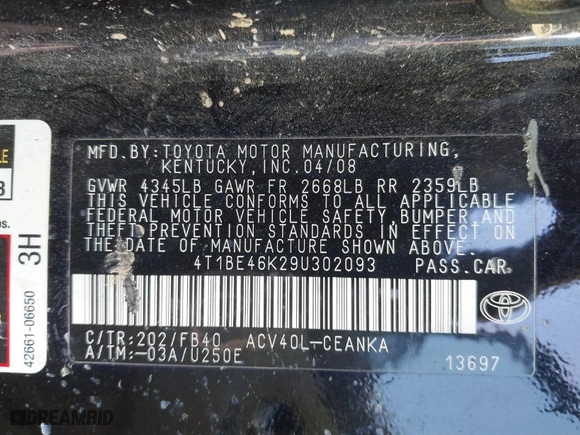 MFD.BY:TOYOTA MOTOR MANUFACTURING,
KENTUCKY, INC.04/08
GVWR 4345LB GAWR FR 2668LB RR 2359LB
THIS VEHICLE CONFORMS TO ALL APPLICABLE
FEDERAL MOTOR VEHICLE SAFETY, BUMPER, AND
THEFT PREVENTION STANDARDS IN EFFECT ON
THE DATE OF MANUFACTURE SHOWN ABOVE.
4T1BE46K29U302093 PASS.CAR
C/TR:202/FB40 ACV40L-CEANKA
A/TM:-03A/U250E
13697
TOYOTA
3H
42661-06650
DREAMBID